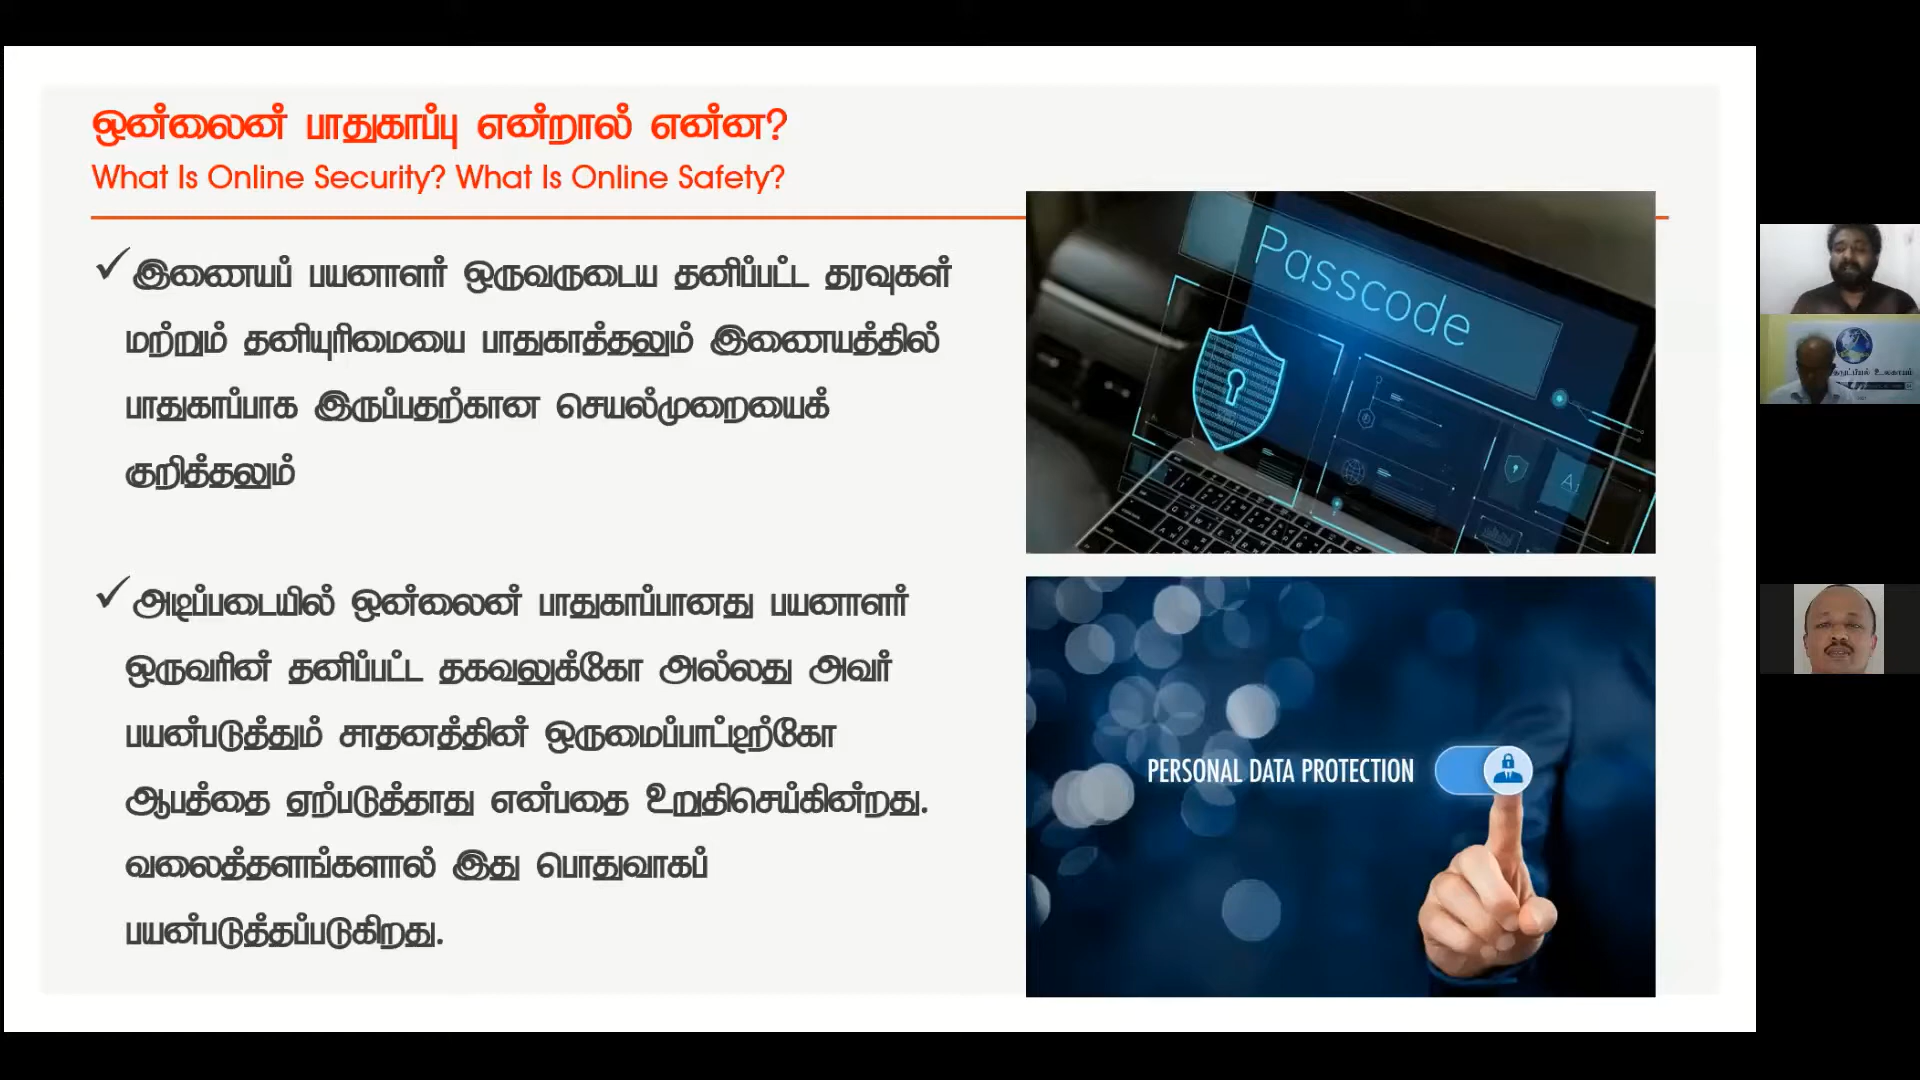 ஒன்லைன் பாதுகாப்பு என்றால் என்ன?
What Is Online Security? What Is Online Safety?
✓இணையப் பயனாளர் ஒருவருடைய தனிப்பட்ட தரவுகள்
மற்றும் தனியுரிமையை பாதுகாத்தலும் இணையத்தில்
பாதுகாப்பாக இருப்பதற்கான செயல்முறையைக்
குறித்தலும்
✓அடிப்படையில் ஒன்லைன் பாதுகாப்பானது பயனாளர்
ஒருவரின் தனிப்பட்ட தகவலுக்கோ அல்லது அவர்
பயன்படுத்தும் சாதனத்தின் ஒருமைப்பாட்டிற்கோ
ஆபத்தை ஏற்படுத்தாது என்பதை உறுதிசெய்கின்றது.
வலைத்தளங்களால் இது பொதுவாகப்
பயன்படுத்தப்படுகிறது.
Passcode
PERSONAL DATA PROTECTION